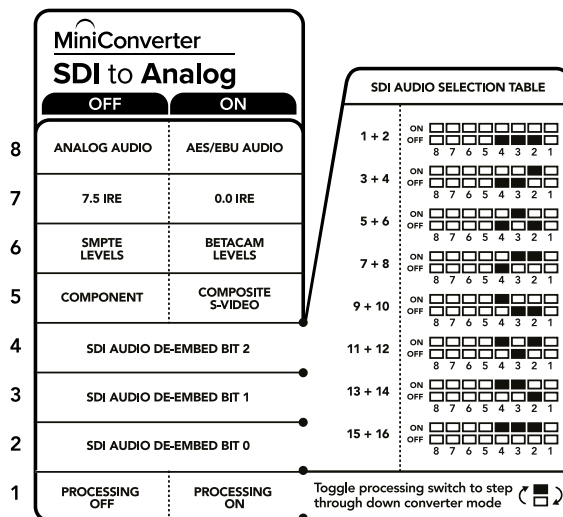 MiniConverter
SDI to Analog
OFF ON
8 ANALOG AUDIO AES/EBU AUDIO
7 7.5 IRE 0.0 IRE
6 SMPTE LEVELS BETACAM LEVELS
5 COMPONENT COMPOSITE S-VIDEO
4 SDI AUDIO DE-EMBED BIT 2
3 SDI AUDIO DE-EMBED BIT 1
2 SDI AUDIO DE-EMBED BIT 0
1 PROCESSING OFF PROCESSING ON
SDI AUDIO SELECTION TABLE
1 + 2
ON
OFF
8 7 6 5 4 3 2 1
3 + 4
ON
OFF
8 7 6 5 4 3 2 1
5 + 6
ON
OFF
8 7 6 5 4 3 2 1
7 + 8
ON
OFF
8 7 6 5 4 3 2 1
9 + 10
ON
OFF
8 7 6 5 4 3 2 1
11 + 12
ON
OFF
8 7 6 5 4 3 2 1
13 + 14
ON
OFF
8 7 6 5 4 3 2 1
15 + 16
ON
OFF
8 7 6 5 4 3 2 1
Toggle processing switch to step
through down converter mode